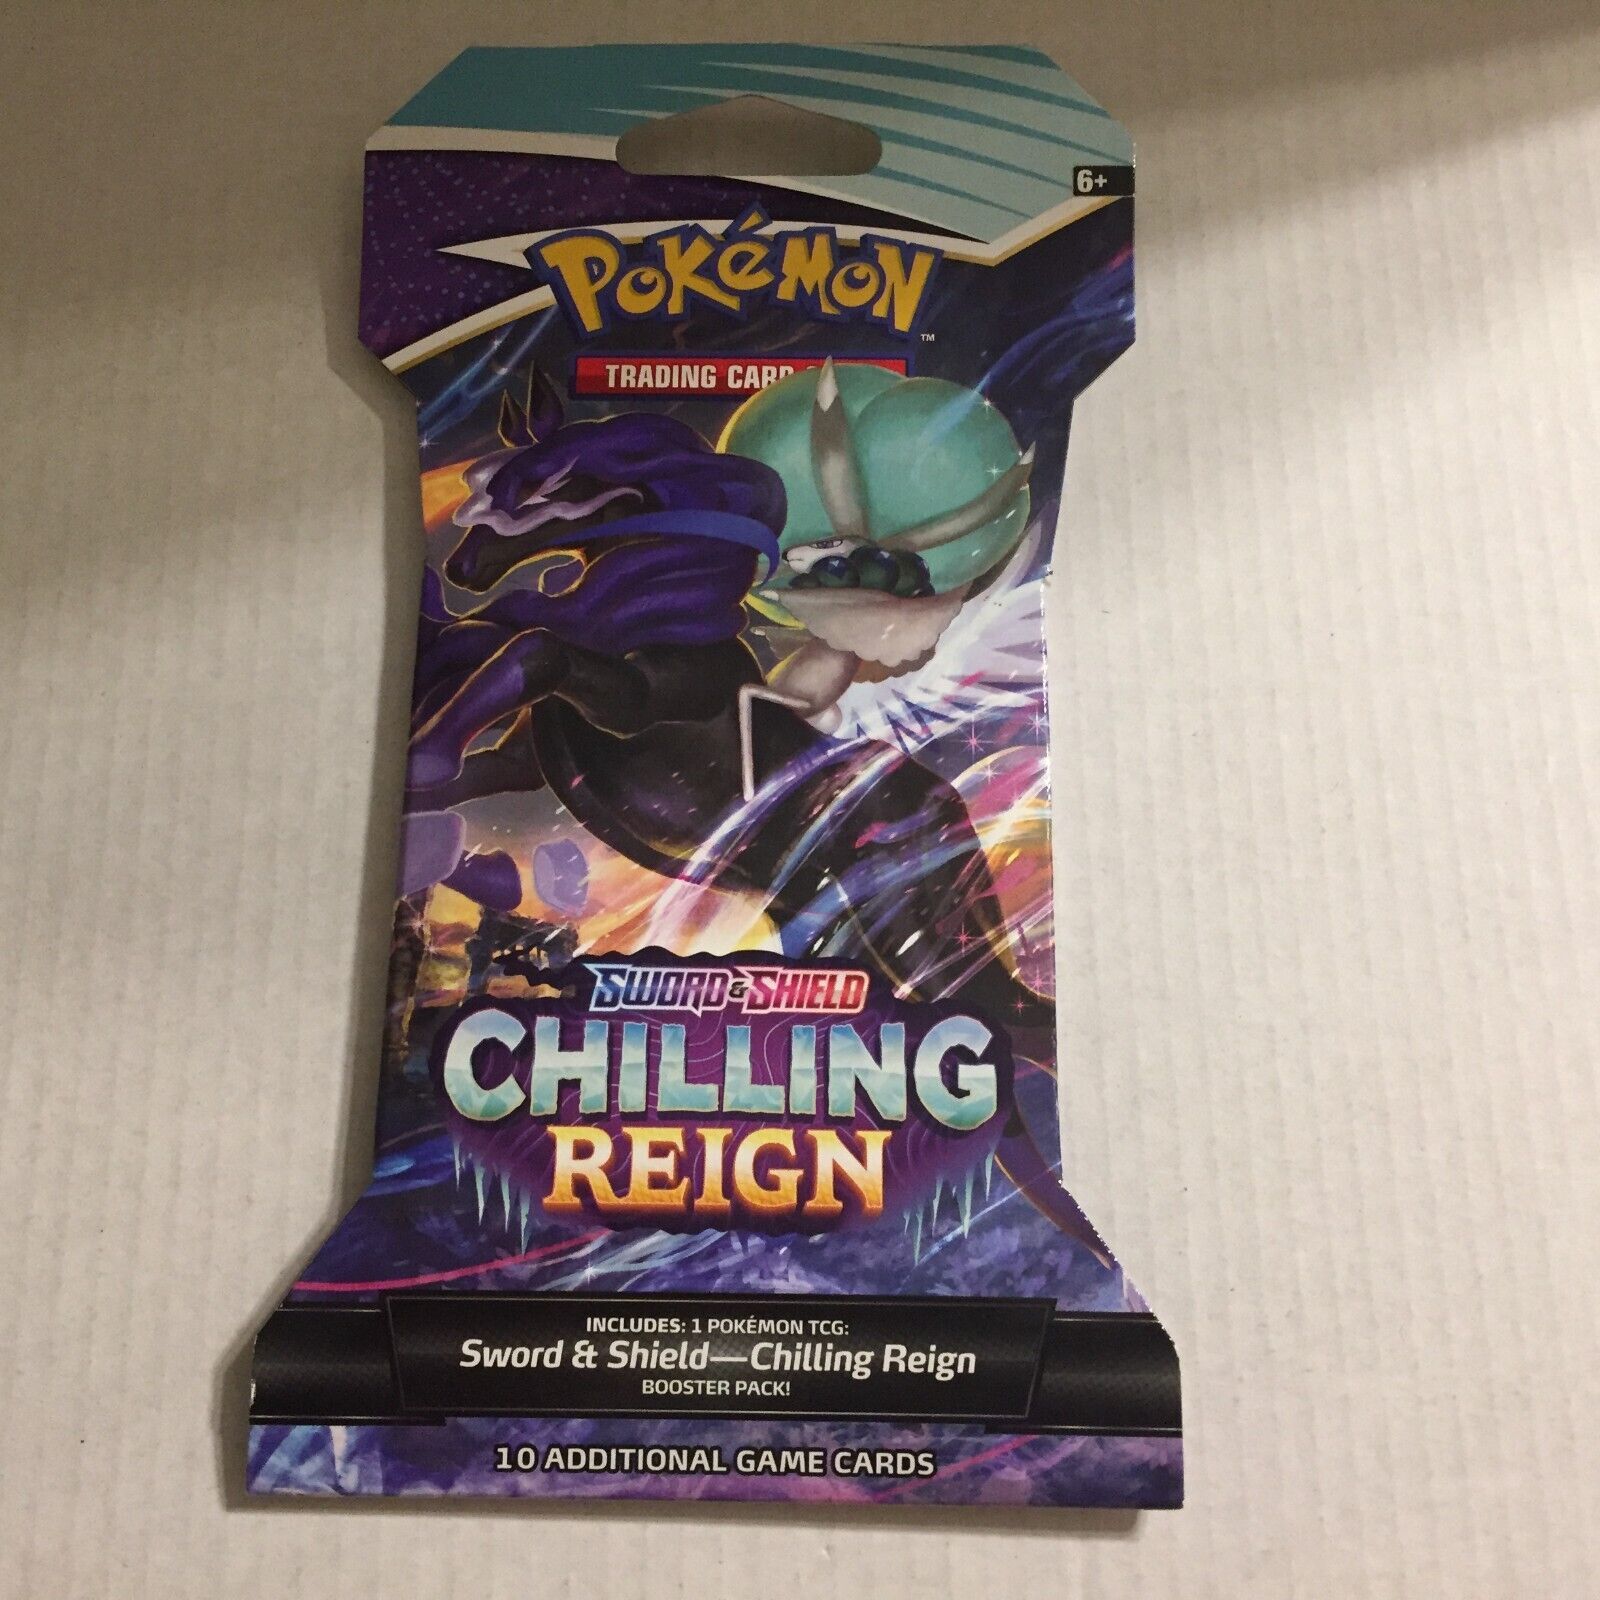 6+
POKéMON
TM
TRADING CARD
SWORD & SHIELD
CHILLING
REIGN
INCLUDES: 1 POKÉMON TCG:
Sword & Shield—Chilling Reign
BOOSTER PACK!
10 ADDITIONAL GAME CARDS